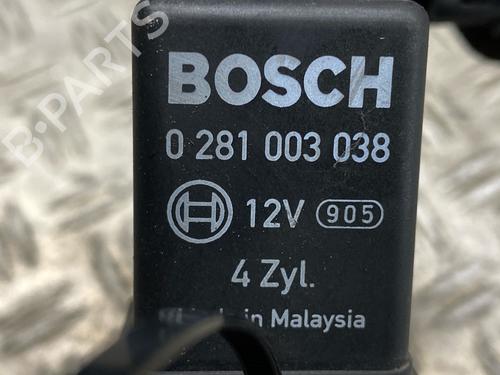 BOSCH
0 281 003 038
12V 905
4 Zyl.
in Malaysia
B-PARTS